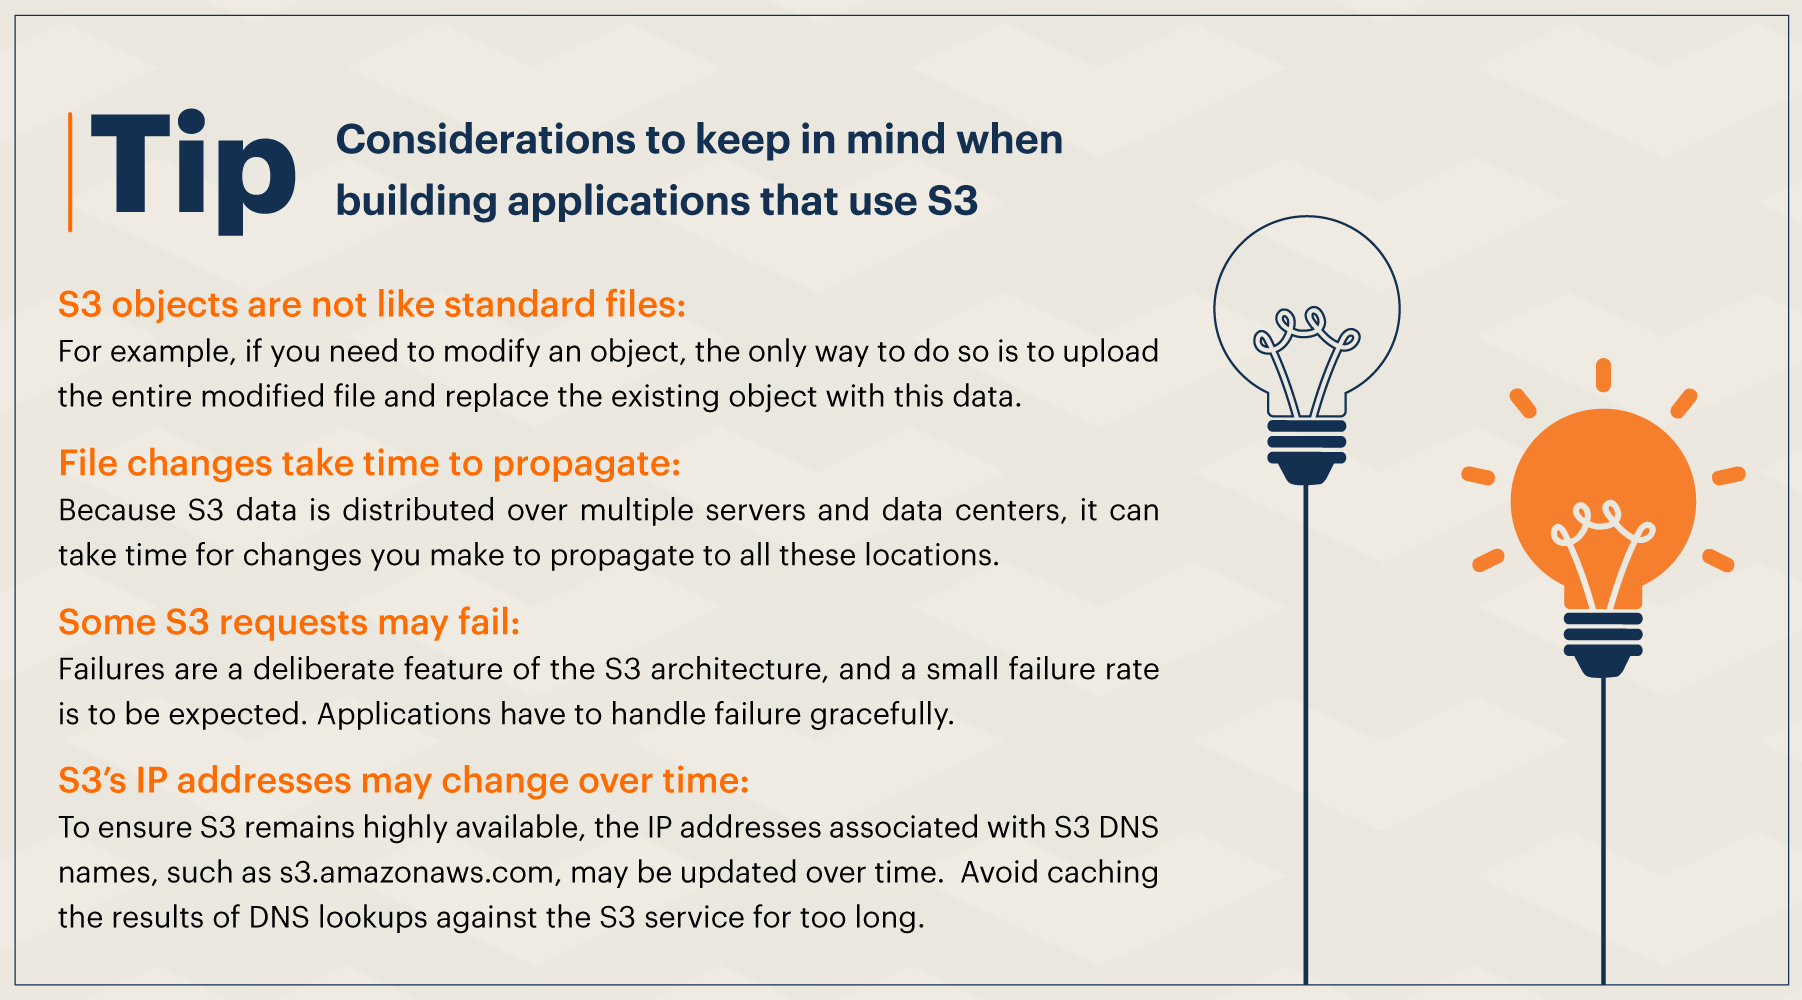 Tip
Considerations to keep in mind when
building applications that use S3
S3 objects are not like standard files:
For example, if you need to modify an object, the only way to do so is to upload
the entire modified file and replace the existing object with this data.
File changes take time to propagate:
Because S3 data is distributed over multiple servers and data centers, it can
take time for changes you make to propagate to all these locations.
Some S3 requests may fail:
Failures are a deliberate feature of the S3 architecture, and a small failure rate
is to be expected. Applications have to handle failure gracefully.
S3’s IP addresses may change over time:
To ensure S3 remains highly available, the IP addresses associated with S3 DNS
names, such as s3.amazonaws.com, may be updated over time.  Avoid caching
the results of DNS lookups against the S3 service for too long.